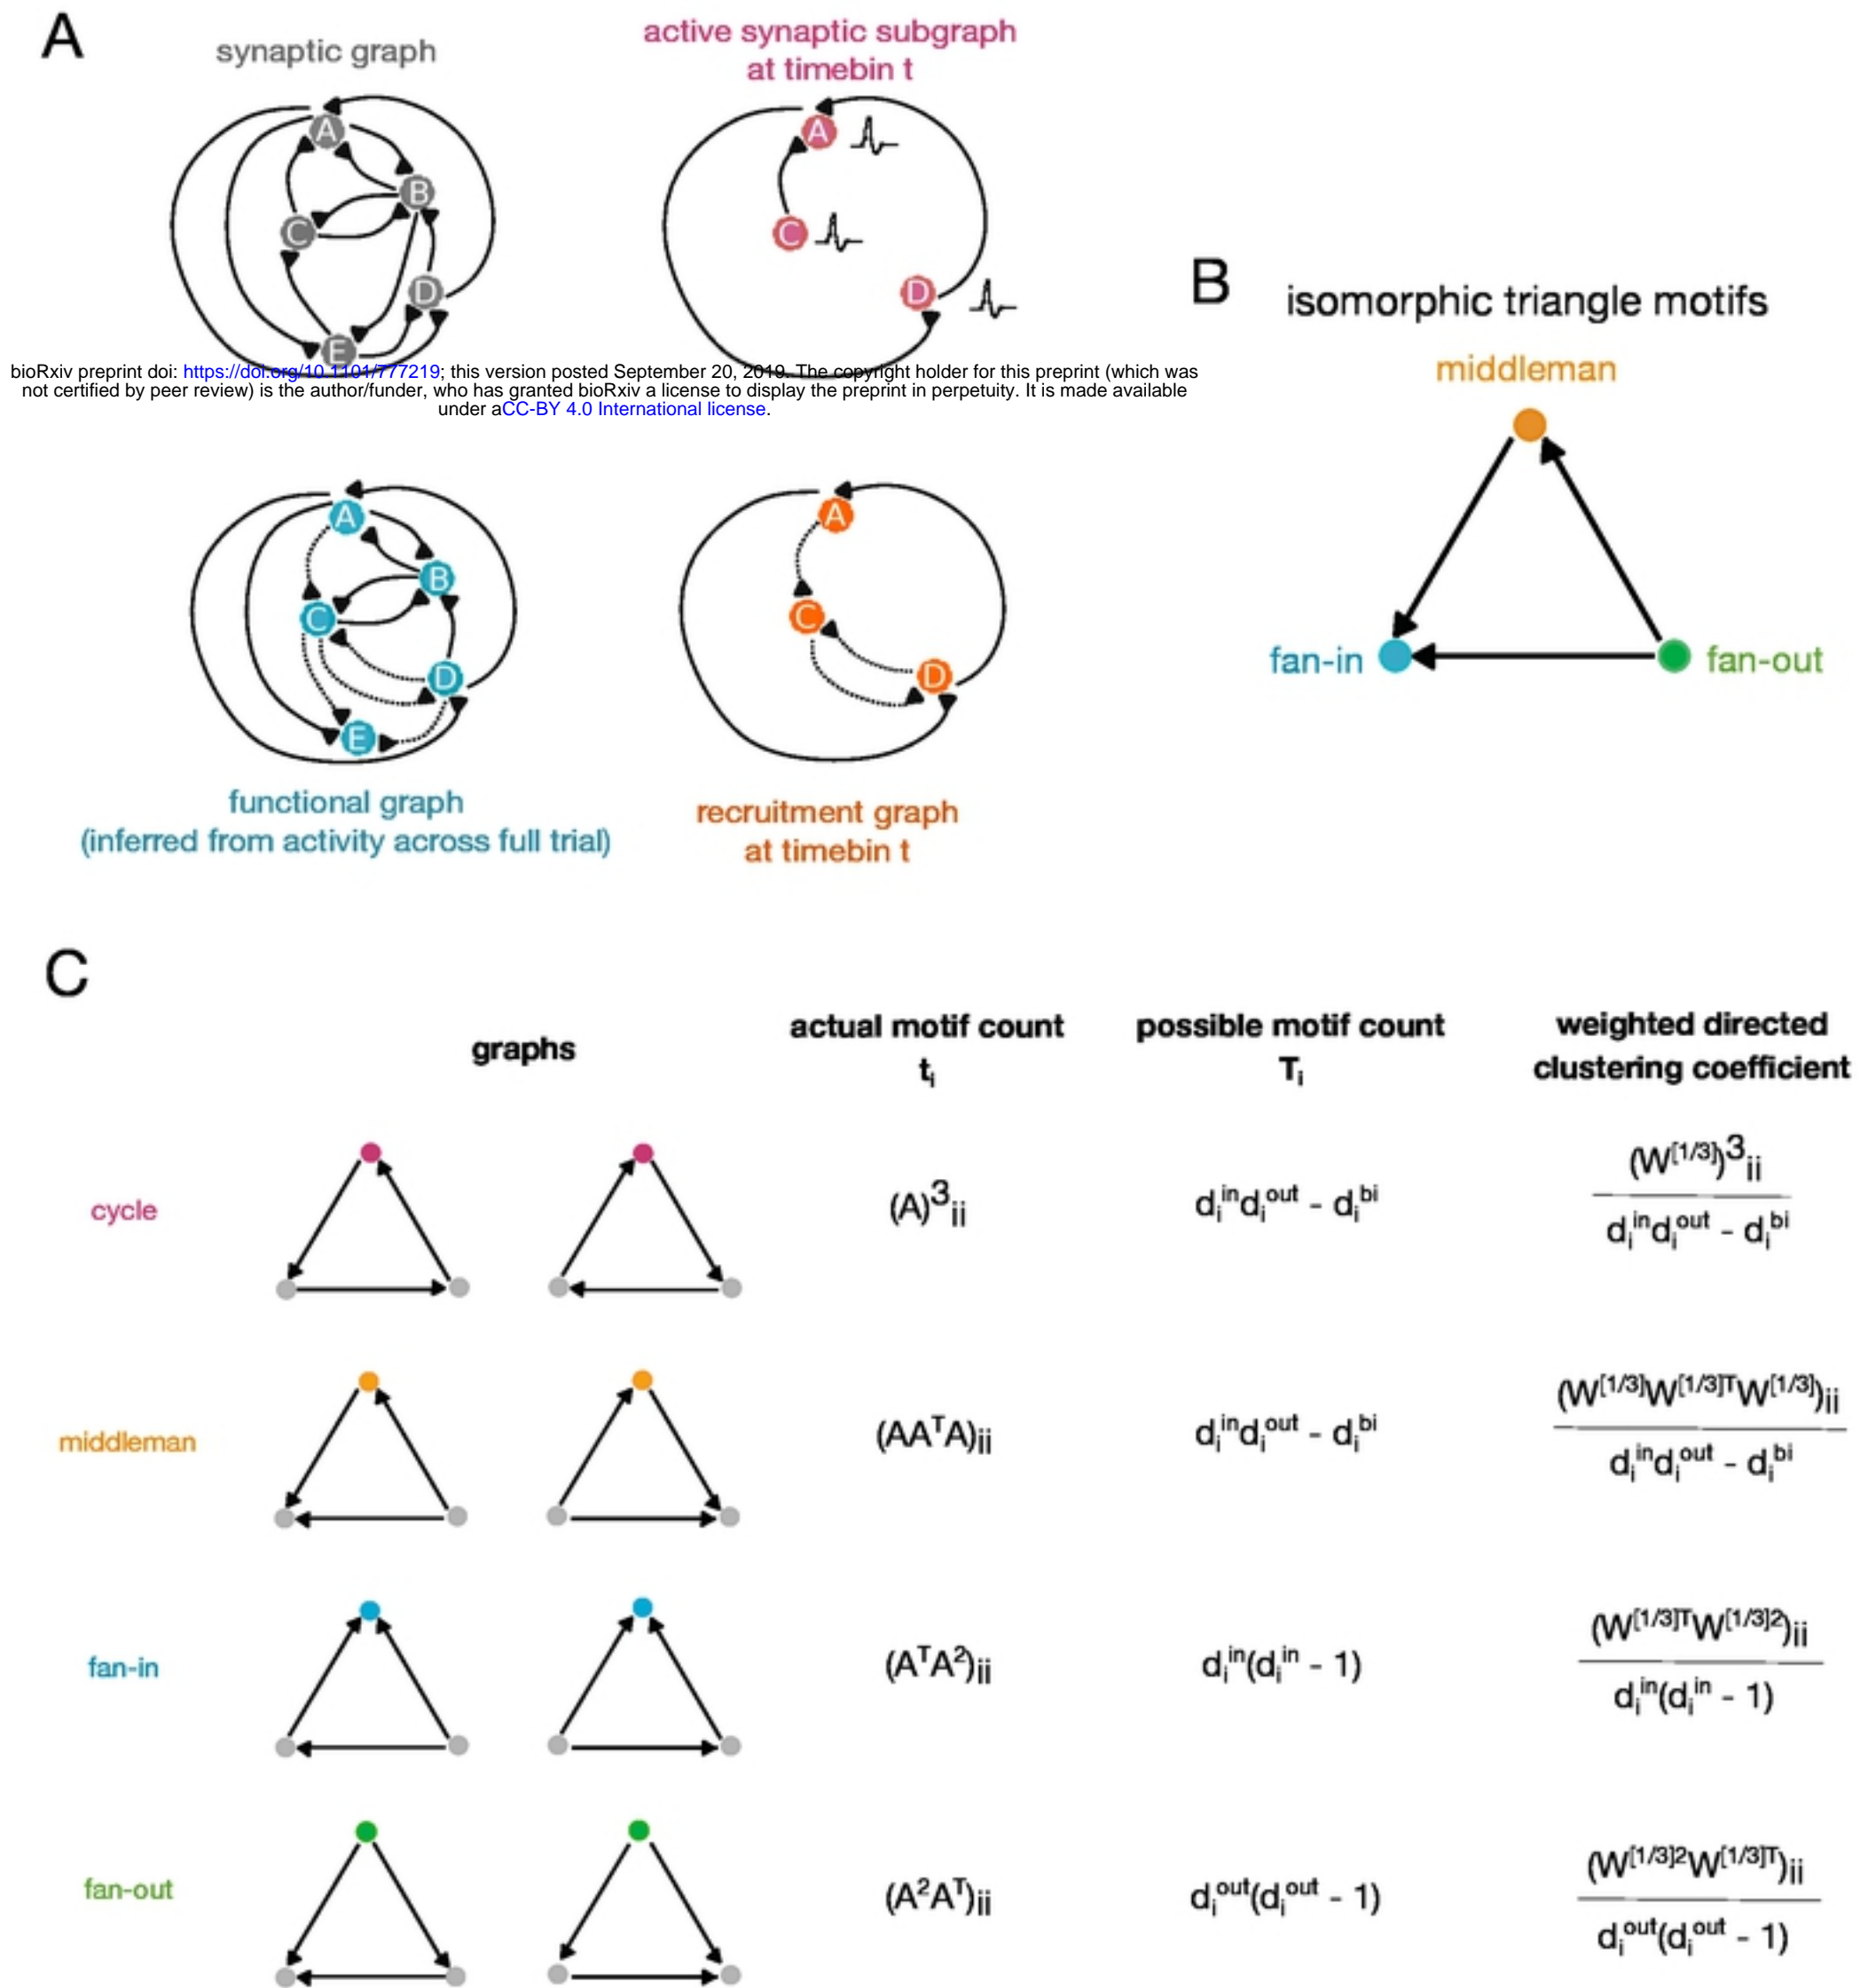 A
synaptic graph
active synaptic subgraph
at timebin t
A
B
C
D
E
A
C
D
bioRxiv preprint doi: https://doi.org/10.1101/777219; this version posted September 20, 2019. The copyright holder for this preprint (which was
not certified by peer review) is the author/funder, who has granted bioRxiv a license to display the preprint in perpetuity. It is made available
under aCC-BY 4.0 International license.
A
B
C
D
E
functional graph
(inferred from activity across full trial)
A
C
D
recruitment graph
at timebin t
B
isomorphic triangle motifs
middleman
fan-in
fan-out
C
graphs
actual motif count
tᵢ
possible motif count
Tᵢ
weighted directed
clustering coefficient
cycle
(A)³ii
dᵢⁱⁿdᵢᵒᵘᵗ - dᵢᵇⁱ
(W^[1/3])³ii
dᵢⁱⁿdᵢᵒᵘᵗ - dᵢᵇⁱ
middleman
(AAᵀA)ii
dᵢⁱⁿdᵢᵒᵘᵗ - dᵢᵇⁱ
(W^[1/3]W^[1/3]ᵀW^[1/3])ii
dᵢⁱⁿdᵢᵒᵘᵗ - dᵢᵇⁱ
fan-in
(AᵀA²)ii
dᵢⁱⁿ(dᵢⁱⁿ - 1)
(W^[1/3]ᵀW^[1/3]²)ii
dᵢⁱⁿ(dᵢⁱⁿ - 1)
fan-out
(A²Aᵀ)ii
dᵢᵒᵘᵗ(dᵢᵒᵘᵗ - 1)
(W^[1/3]²W^[1/3]ᵀ)ii
dᵢᵒᵘᵗ(dᵢᵒᵘᵗ - 1)